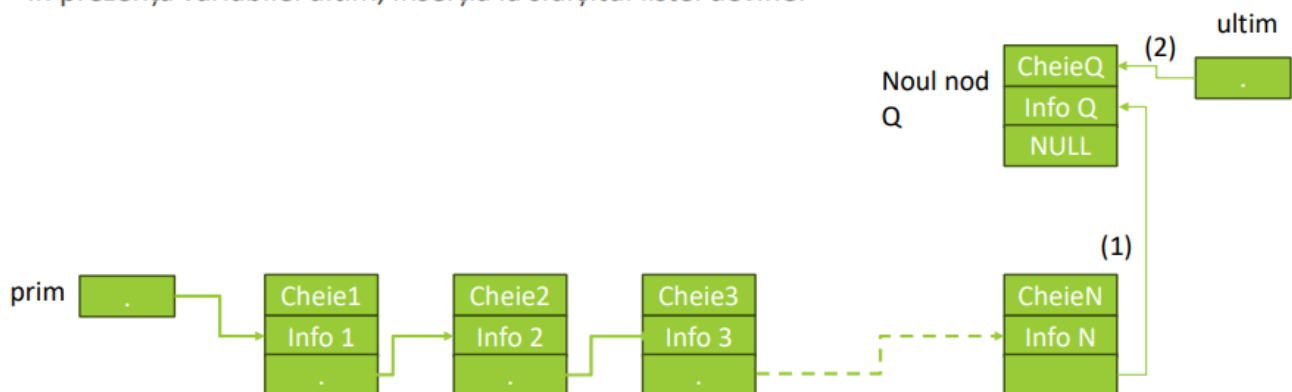 ultim
(2)
CheieQ
.
Noul nod
Q
Info Q
NULL
(1)
prim
.
Cheie1
Cheie2
Cheie3
CheieN
Info 1
Info 2
Info 3
Info N
.
.
.